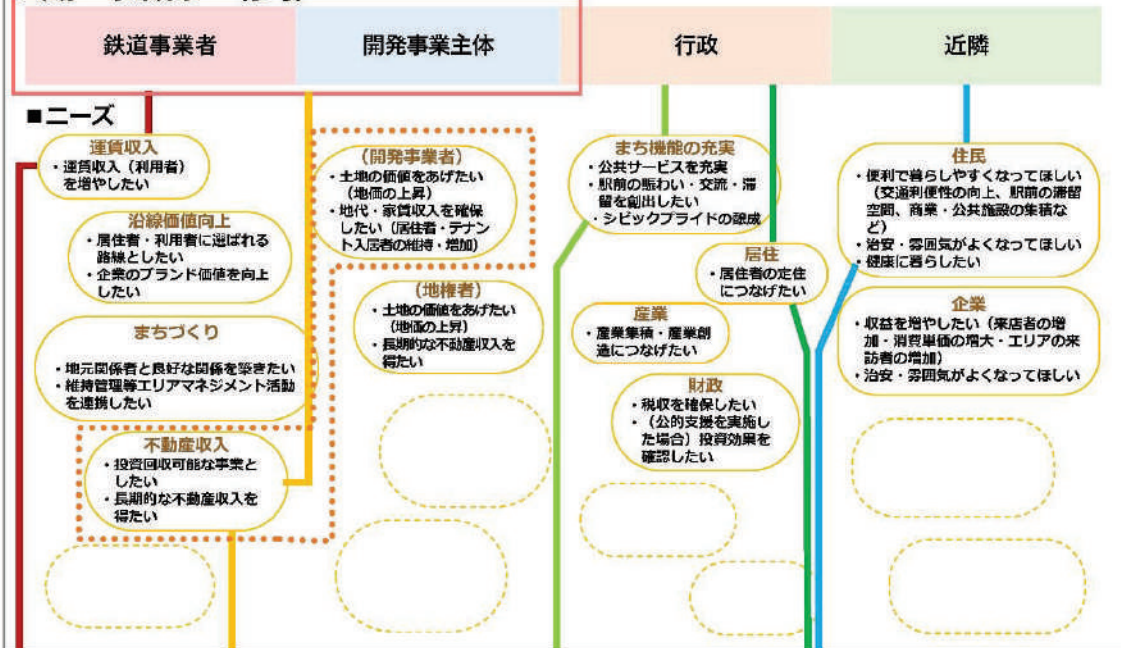 鉄道事業者
開発事業主体
行政
近隣
■ニーズ
運賃収入
・運賃収入（利用者）
を増やしたい
沿線価値向上
・居住者・利用者に選ばれる
路線としたい
・企業のブランド価値を向上
したい
まちづくり
・地元関係者と良好な関係を築きたい
・維持管理等エリアマネジメント活動
を連携したい
不動産収入
・投資回収可能な事業と
したい
・長期的な不動産収入を
得たい
（開発事業者）
・土地の価値をあげたい
（地価の上昇）
・地代・家賃収入を確保
したい（居住者・テナン
ト入居者の維持・増加）
（地権者）
・土地の価値をあげたい
（地価の上昇）
・長期的な不動産収入を
得たい
まち機能の充実
・公共サービスを充実
・駅前の賑わい・交流・滞
留を創出したい
・シビックプライドの醸成
居住
・居住者の定住
につなげたい
産業
・産業集積・産業創
造につなげたい
財政
・税収を確保したい
・（公的支援を実施し
た場合）投資効果を
確認したい
住民
・便利で暮らしやすくなってほしい
（交通利便性の向上、駅前の滞留
空間、商業・公共施設の集積な
ど）
・治安・雰囲気がよくなってほしい
・健康に暮らしたい
企業
・収益を増やしたい（来店者の増
加・消費単価の増大・エリアの来
訪者の増加）
・治安・雰囲気がよくなってほしい